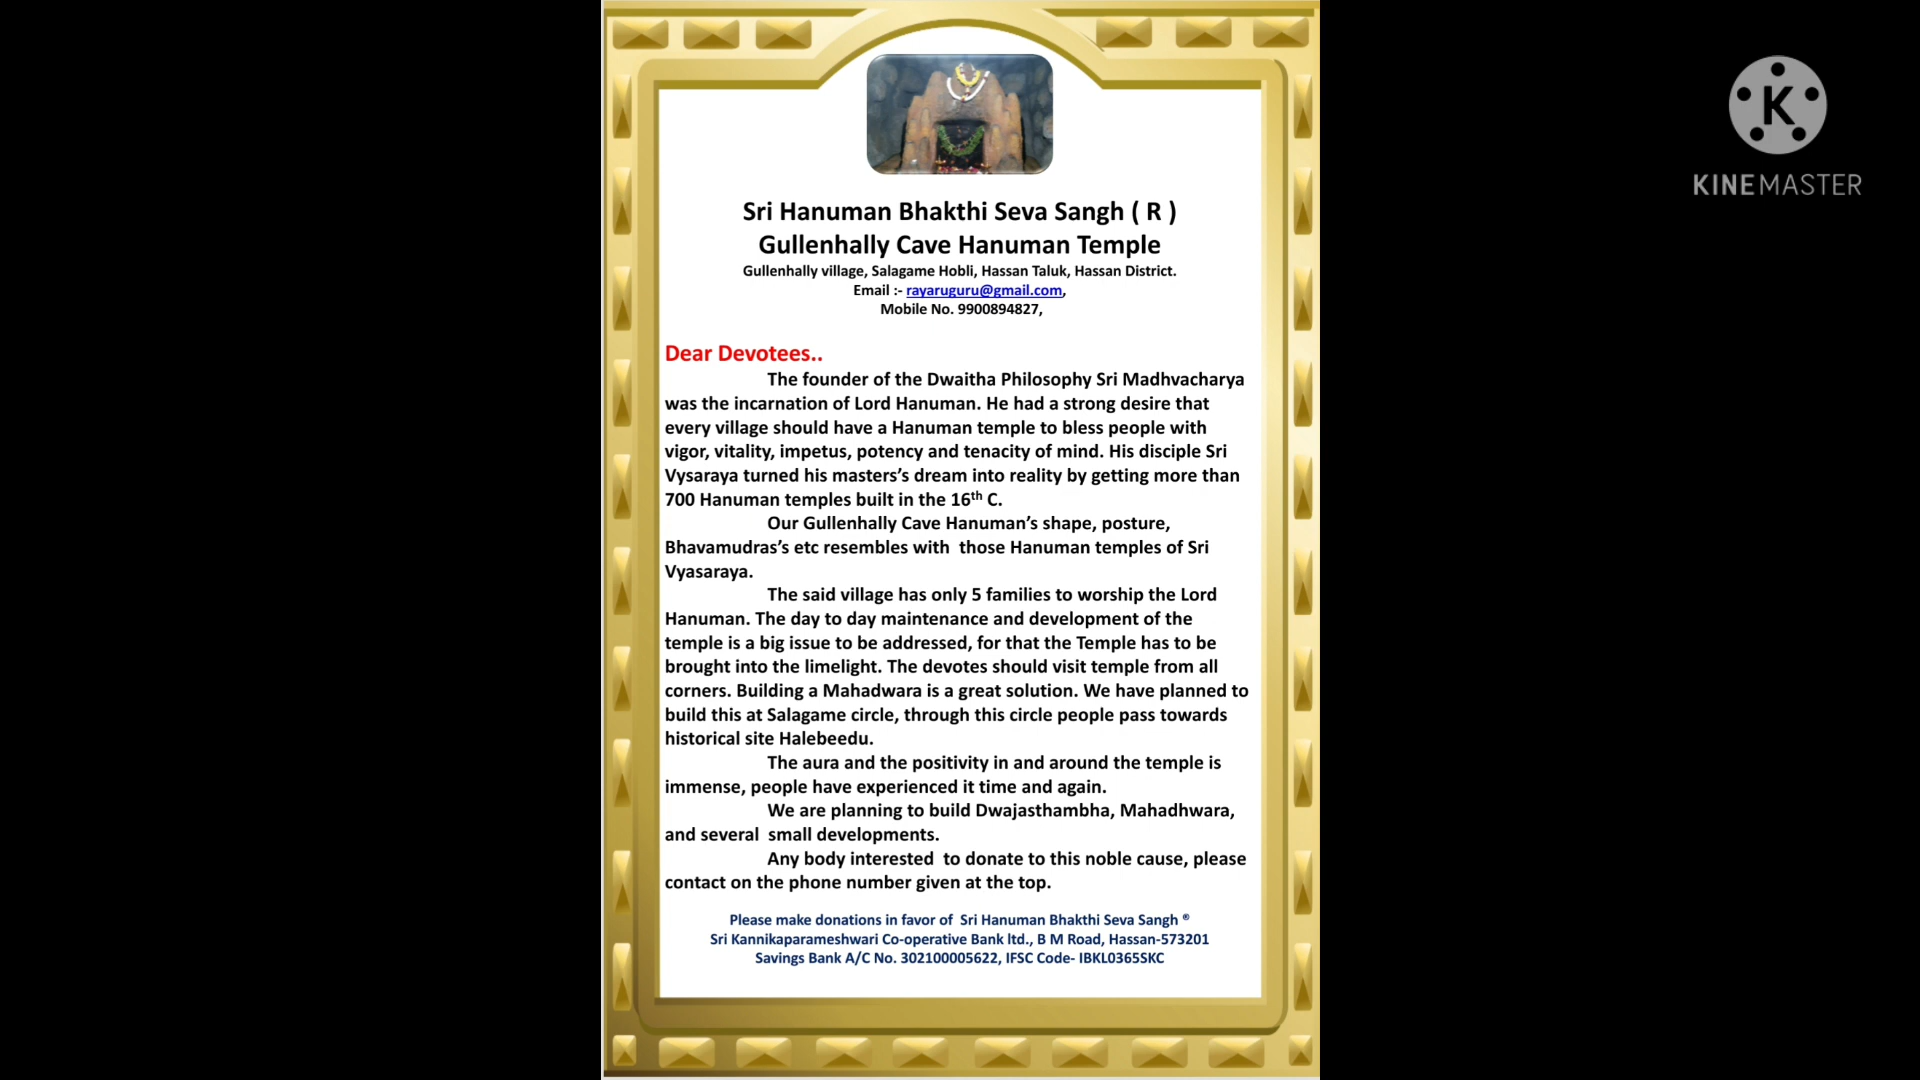 Sri Hanuman Bhakthi Seva Sangh ( R )
Gullenhally Cave Hanuman Temple
Gullenhally village, Salagame Hobli, Hassan Taluk, Hassan District.
Email :- rayaruguru@gmail.com,
Mobile No. 9900894827,
Dear Devotees..
The founder of the Dwaitha Philosophy Sri Madhvacharya
was the incarnation of Lord Hanuman. He had a strong desire that
every village should have a Hanuman temple to bless people with
vigor, vitality, impetus, potency and tenacity of mind. His disciple Sri
Vysaraya turned his masters’s dream into reality by getting more than
700 Hanuman temples built in the 16th C.
Our Gullenhally Cave Hanuman’s shape, posture,
Bhavamudras’s etc resembles with those Hanuman temples of Sri
Vyasaraya.
The said village has only 5 families to worship the Lord
Hanuman. The day to day maintenance and development of the
temple is a big issue to be addressed, for that the Temple has to be
brought into the limelight. The devotes should visit temple from all
corners. Building a Mahadwara is a great solution. We have planned to
build this at Salagame circle, through this circle people pass towards
historical site Halebeedu.
The aura and the positivity in and around the temple is
immense, people have experienced it time and again.
We are planning to build Dwajasthambha, Mahadhwara,
and several small developments.
Any body interested to donate to this noble cause, please
contact on the phone number given at the top.
Please make donations in favor of Sri Hanuman Bhakthi Seva Sangh ®
Sri Kannikaparameshwari Co-operative Bank ltd., B M Road, Hassan-573201
Savings Bank A/C No. 302100005622, IFSC Code- IBKL0365SKC
K
KINEMASTER